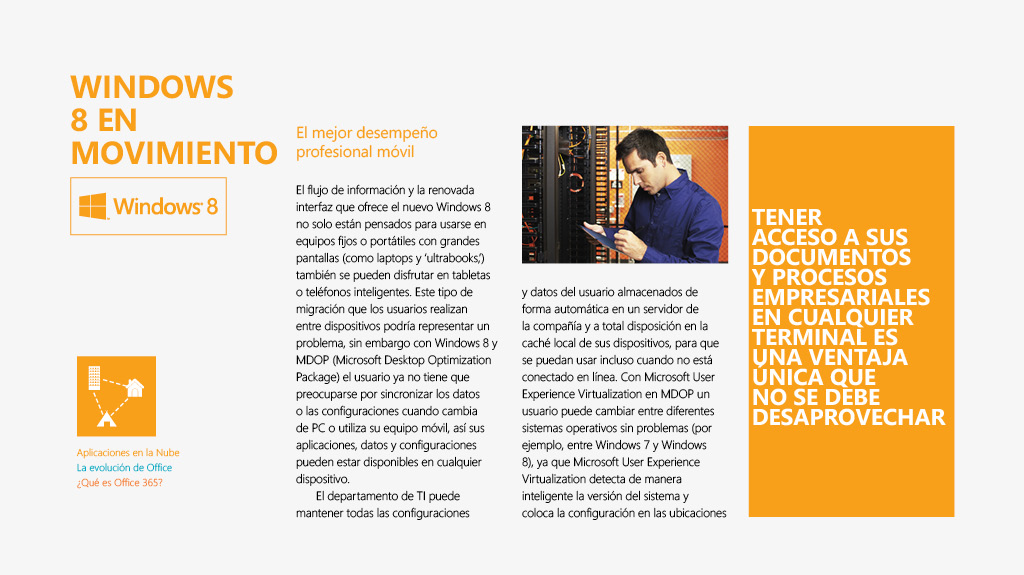 WINDOWS
8 EN
MOVIMIENTO
Windows® 8
Aplicaciones en la Nube
La evolución de Office
¿Qué es Office 365?
El mejor desempeño
profesional móvil
El flujo de información y la renovada
interfaz que ofrece el nuevo Windows 8
no solo están pensados para usarse en
equipos fijos o portátiles con grandes
pantallas (como laptops y ‘ultrabooks,’)
también se pueden disfrutar en tabletas
o teléfonos inteligentes. Este tipo de
migración que los usuarios realizan
entre dispositivos podría representar un
problema, sin embargo con Windows 8 y
MDOP (Microsoft Desktop Optimization
Package) el usuario ya no tiene que
preocuparse por sincronizar los datos
o las configuraciones cuando cambia
de PC o utiliza su equipo móvil, así sus
aplicaciones, datos y configuraciones
pueden estar disponibles en cualquier
dispositivo.
El departamento de TI puede
mantener todas las configuraciones
y datos del usuario almacenados de
forma automática en un servidor de
la compañía y a total disposición en la
caché local de sus dispositivos, para que
se puedan usar incluso cuando no está
conectado en línea. Con Microsoft User
Experience Virtualization en MDOP un
usuario puede cambiar entre diferentes
sistemas operativos sin problemas (por
ejemplo, entre Windows 7 y Windows
8), ya que Microsoft User Experience
Virtualization detecta de manera
inteligente la versión del sistema y
coloca la configuración en las ubicaciones
TENER
ACCESO A SUS
DOCUMENTOS
Y PROCESOS
EMPRESARIALES
EN CUALQUIER
TERMINAL ES
UNA VENTAJA
ÚNICA QUE
NO SE DEBE
DESAPROVECHAR